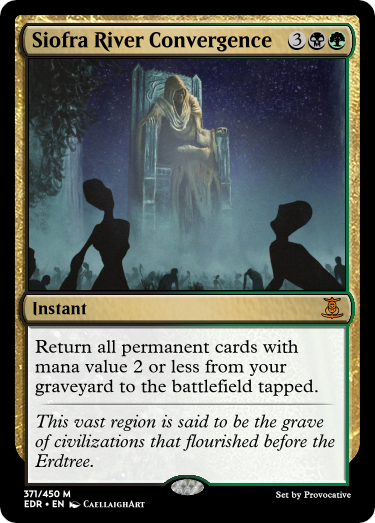 Siofra River Convergence 3
Instant
Return all permanent cards with
mana value 2 or less from your
graveyard to the battlefield tapped.
This vast region is said to be the grave
of civilizations that flourished before the
Erdtree.
371/450 M
Set by Provocative
EDR • EN CaellaighArt